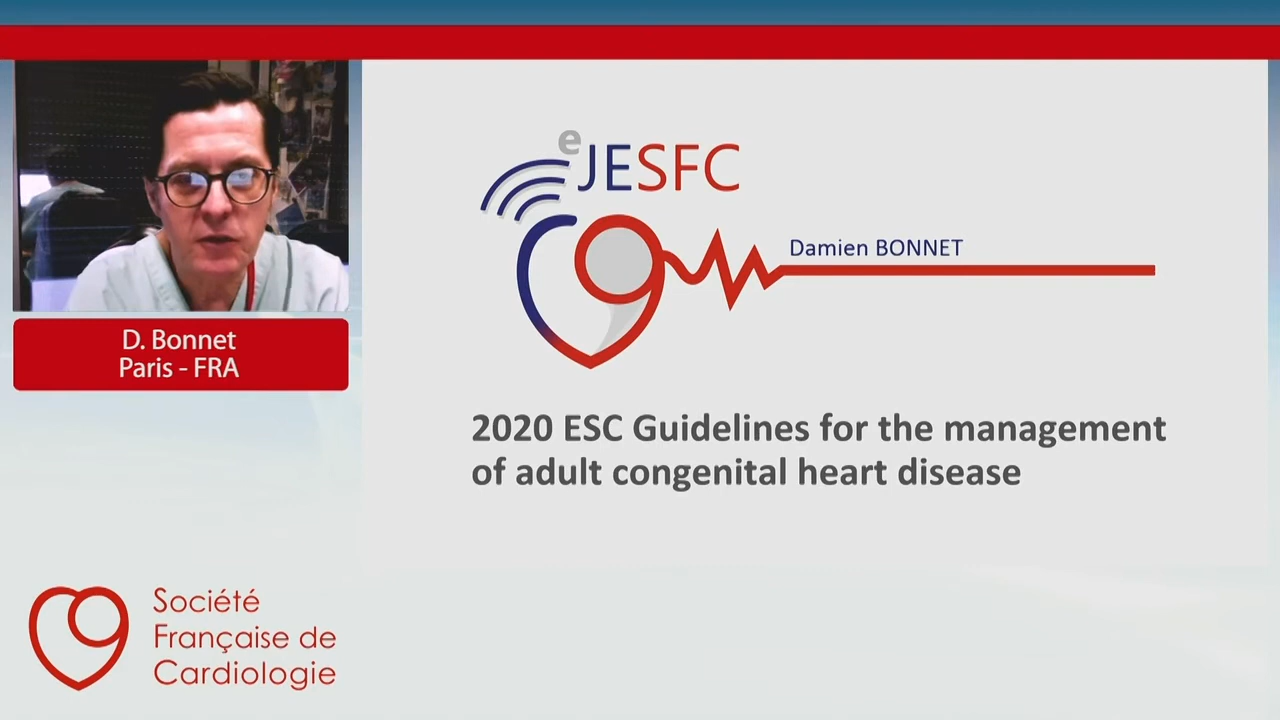 D. Bonnet
Paris - FRA
eJESFC
Damien BONNET
2020 ESC Guidelines for the management
of adult congenital heart disease
Société
Française de
Cardiologie